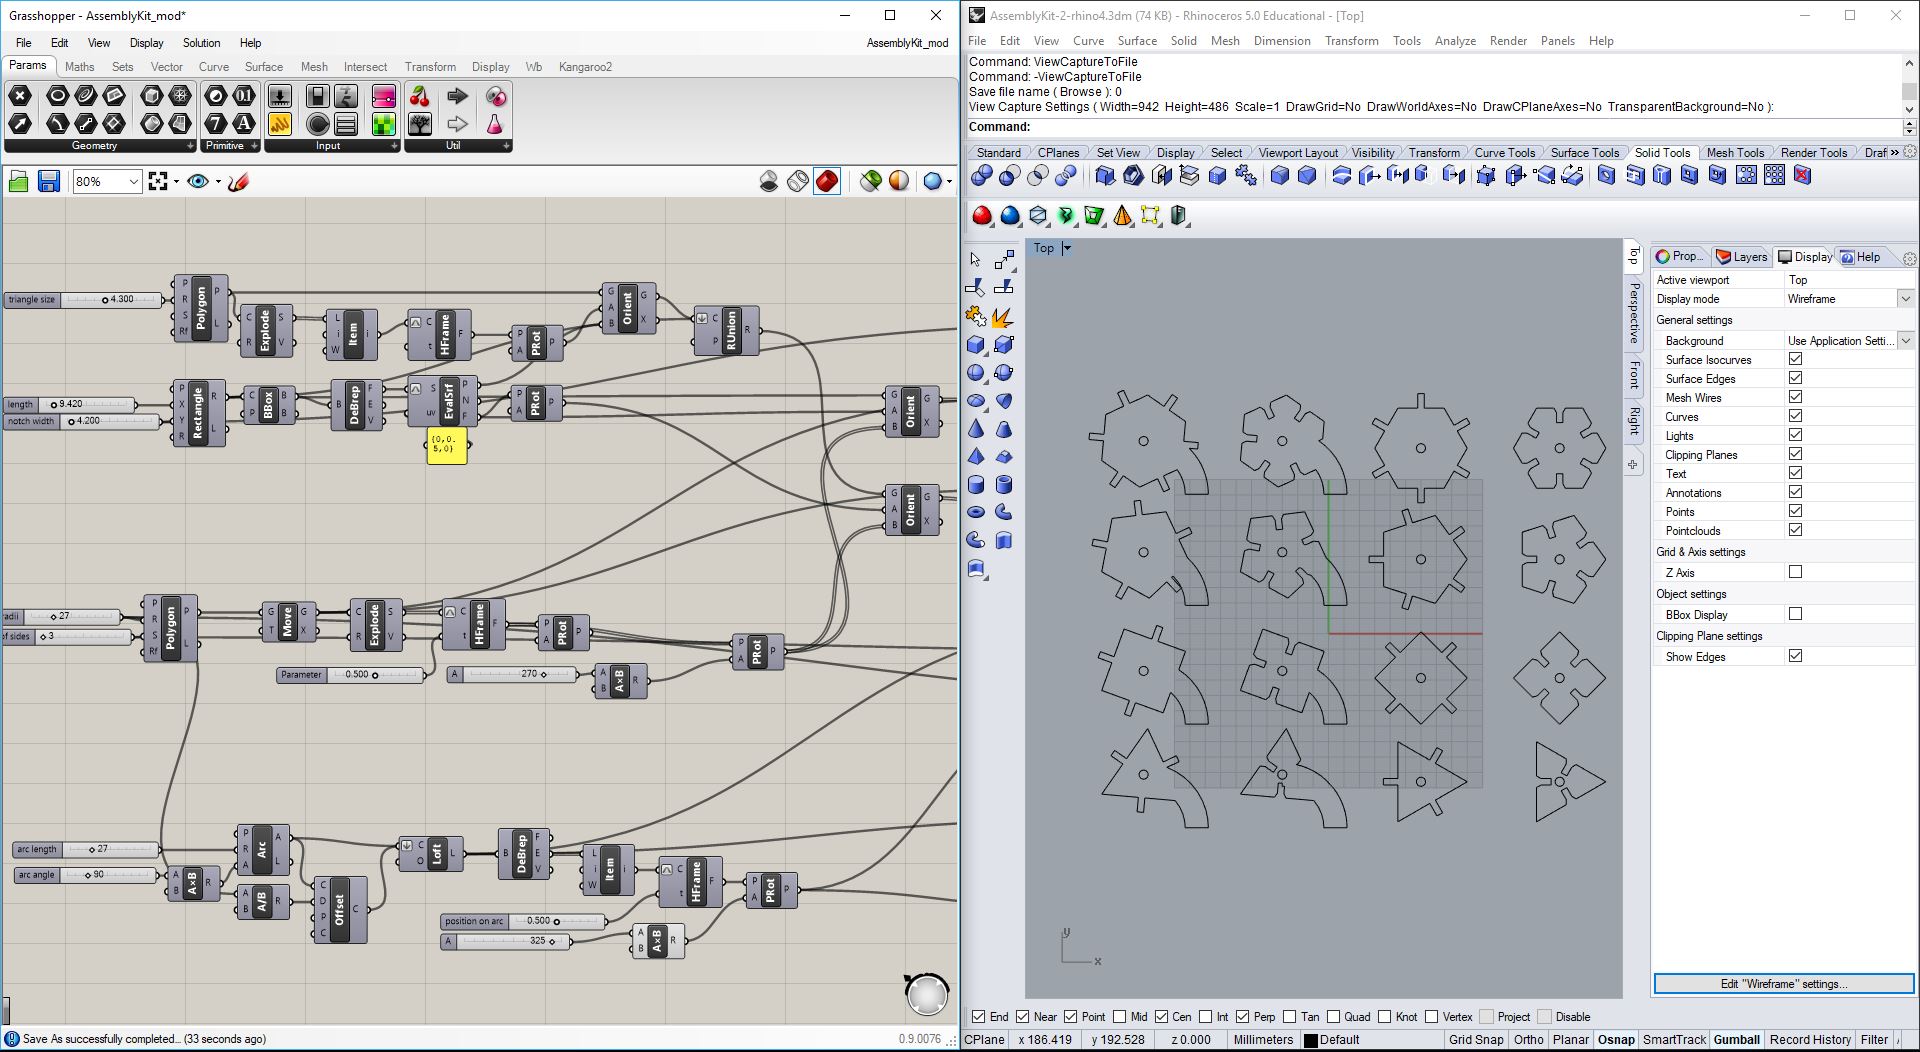 Grasshopper - AssemblyKit_mod*
File Edit View Display Solution Help AssemblyKit_mod
Params Maths Sets Vector Curve Surface Mesh Intersect Transform Display Wb Kangaroo2
Geometry Primitive Input Util
80%
triangle size 4.300
Polygon P R S Rf P L
Explode C R S V
Item L i W i
HFrame C t F
PRot P A P
Orient G A B G X
RUnion C P R
length 9.420
notch width 4.200
Rectangle P X Y R R L
BBox C P B B
DeBrep B F E V
EvalSrf S uv P N F
PRot P A P
{0,0.
5,0}
Orient G A B G X
Orient G A B G X
radii 27
of sides 3
Polygon P R S Rf P L
Move G T G X
Explode C R S V
HFrame C t F
PRot P A P
PRot P A P
Parameter 0.500
A 270
A×B A B R
arc length 27
arc angle 90
A×B A B R
Arc P R A A L
A/B A B R
Offset C D P C C
Loft C O L
DeBrep B F E V
Item L i W i
HFrame C t F
PRot P A P
position on arc 0.500
A 325
A×B A B R
Save As successfully completed... (33 seconds ago) 0.9.0076
AssemblyKit-2-rhino4.3dm (74 KB) - Rhinoceros 5.0 Educational - [Top]
File Edit View Curve Surface Solid Mesh Dimension Transform Tools Analyze Render Panels Help
Command: ViewCaptureToFile
Command: -ViewCaptureToFile
Save file name ( Browse ): 0
View Capture Settings ( Width=942 Height=486 Scale=1 DrawGrid=No DrawWorldAxes=No DrawCPlaneAxes=No TransparentBackground=No ):
Command:
Standard CPlanes Set View Display Select Viewport Layout Visibility Transform Curve Tools Surface Tools Solid Tools Mesh Tools Render Tools Draf »
Top
Top
Perspective
Front
Right
y
x
Prop... Layers Display Help
Active viewport Top
Display mode Wireframe
General settings
Background Use Application Setti...
Surface Isocurves
Surface Edges
Mesh Wires
Curves
Lights
Clipping Planes
Text
Annotations
Points
Pointclouds
Grid & Axis settings
Z Axis
Object settings
BBox Display
Clipping Plane settings
Show Edges
Edit "Wireframe" settings...
End Near Point Mid Cen Int Perp Tan Quad Knot Vertex Project Disable
CPlane x 186.419 y 192.528 z 0.000 Millimeters Default Grid Snap Ortho Planar Osnap SmartTrack Gumball Record History Filter